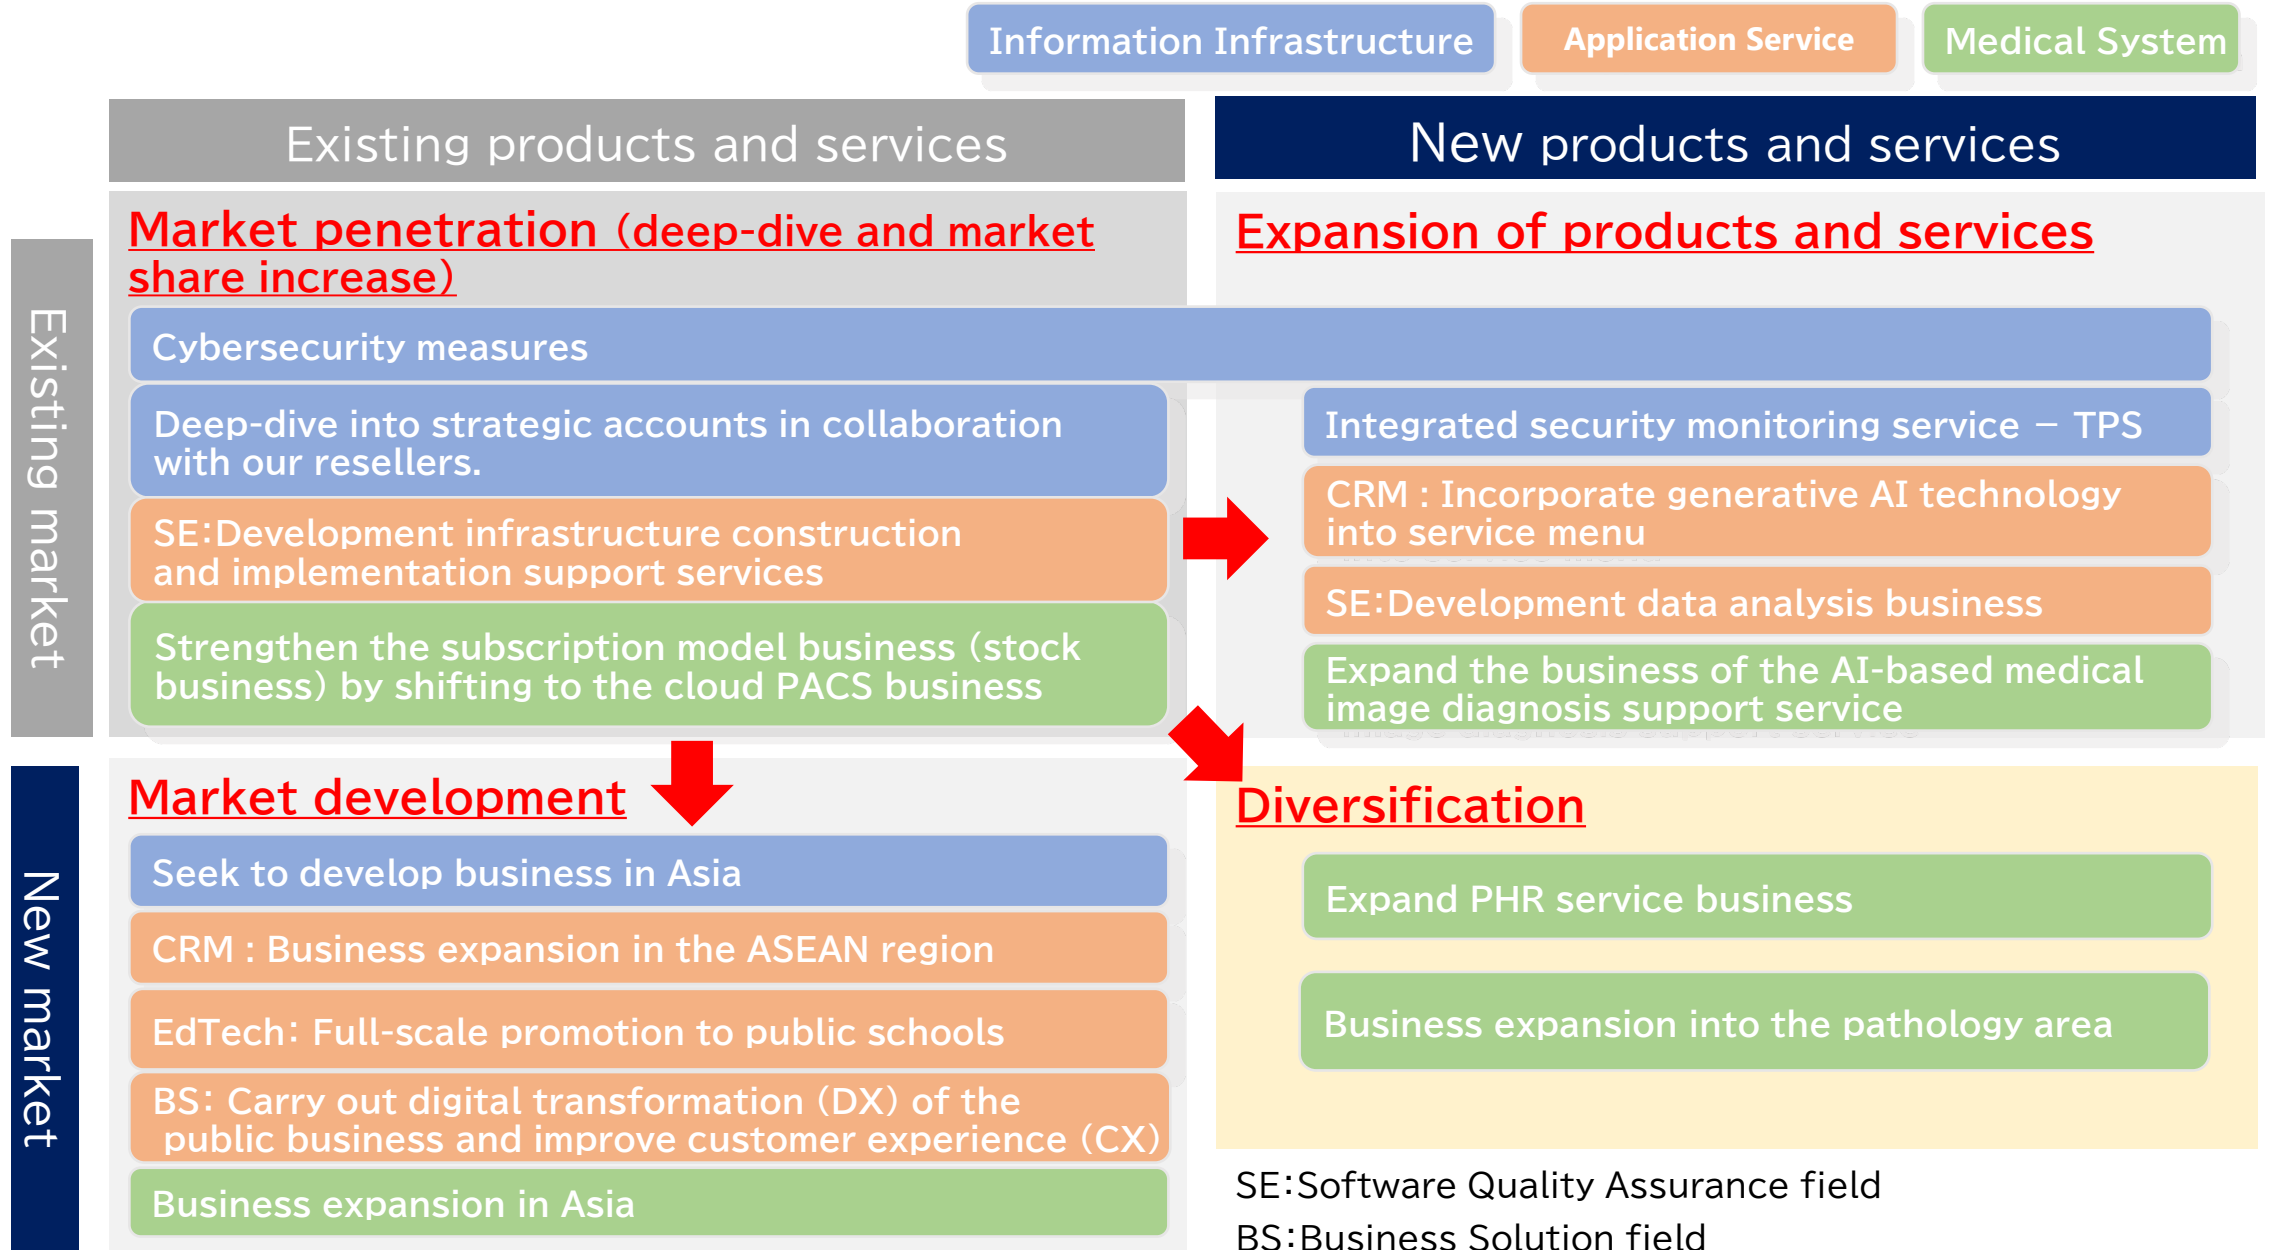 Information Infrastructure
Application Service
Medical System
Existing products and services
New products and services
Existing market
Market penetration (deep-dive and market
share increase)
Expansion of products and services
Cybersecurity measures
Deep-dive into strategic accounts in collaboration
with our resellers.
SE:Development infrastructure construction
and implementation support services
Strengthen the subscription model business (stock
business) by shifting to the cloud PACS business
Integrated security monitoring service － TPS
CRM : Incorporate generative AI technology
into service menu
SE:Development data analysis business
Expand the business of the AI-based medical
image diagnosis support service
New market
Market development
Seek to develop business in Asia
CRM : Business expansion in the ASEAN region
EdTech: Full-scale promotion to public schools
BS: Carry out digital transformation (DX) of the
public business and improve customer experience (CX)
Business expansion in Asia
Diversification
Expand PHR service business
Business expansion into the pathology area
SE:Software Quality Assurance field
BS:Business Solution field